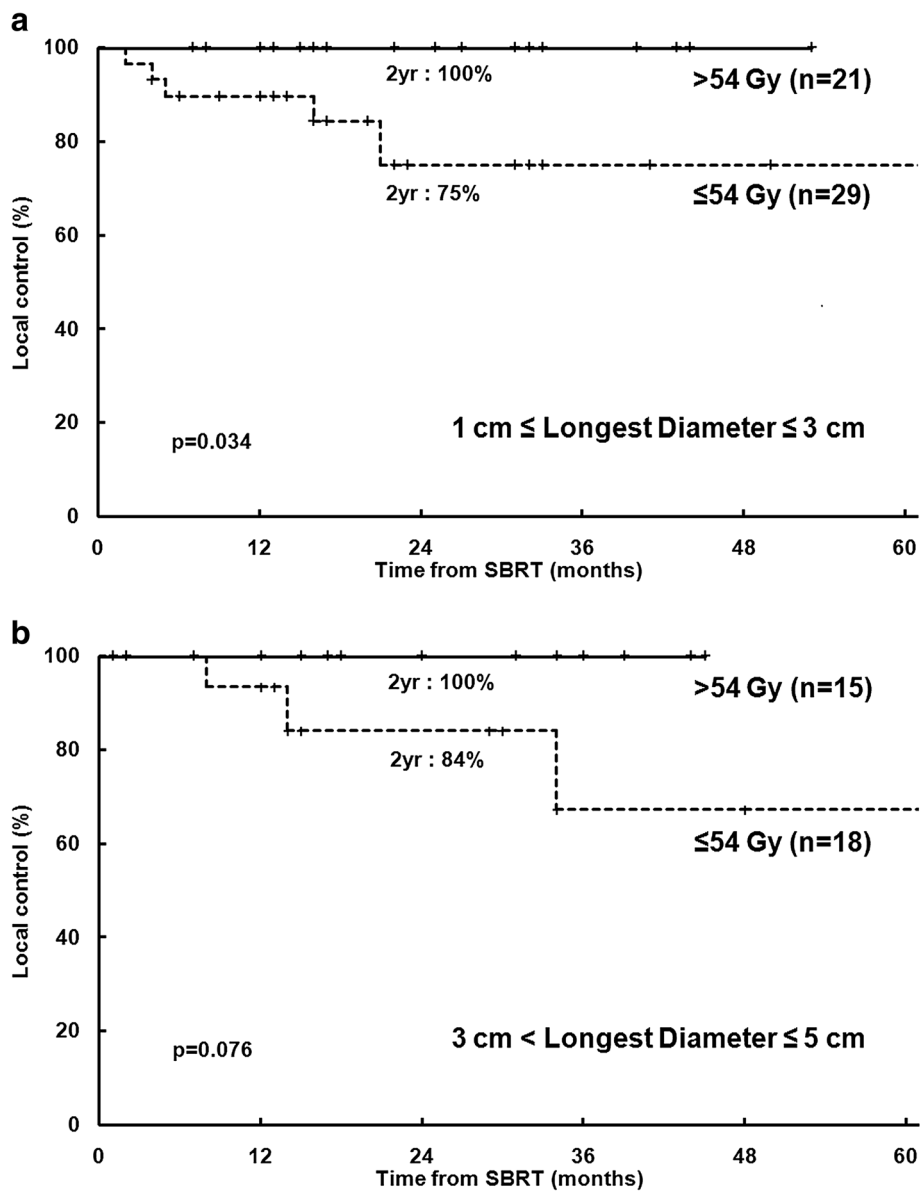 a
100
2yr : 100%
>54 Gy (n=21)
80
2yr : 75%
≤54 Gy (n=29)
60
Local control (%)
40
20
p=0.034
1 cm ≤ Longest Diameter ≤ 3 cm
0
0 12 24 36 48 60
Time from SBRT (months)
b
100
2yr : 100%
>54 Gy (n=15)
80
2yr : 84%
≤54 Gy (n=18)
60
Local control (%)
40
20
p=0.076
3 cm < Longest Diameter ≤ 5 cm
0
0 12 24 36 48 60
Time from SBRT (months)